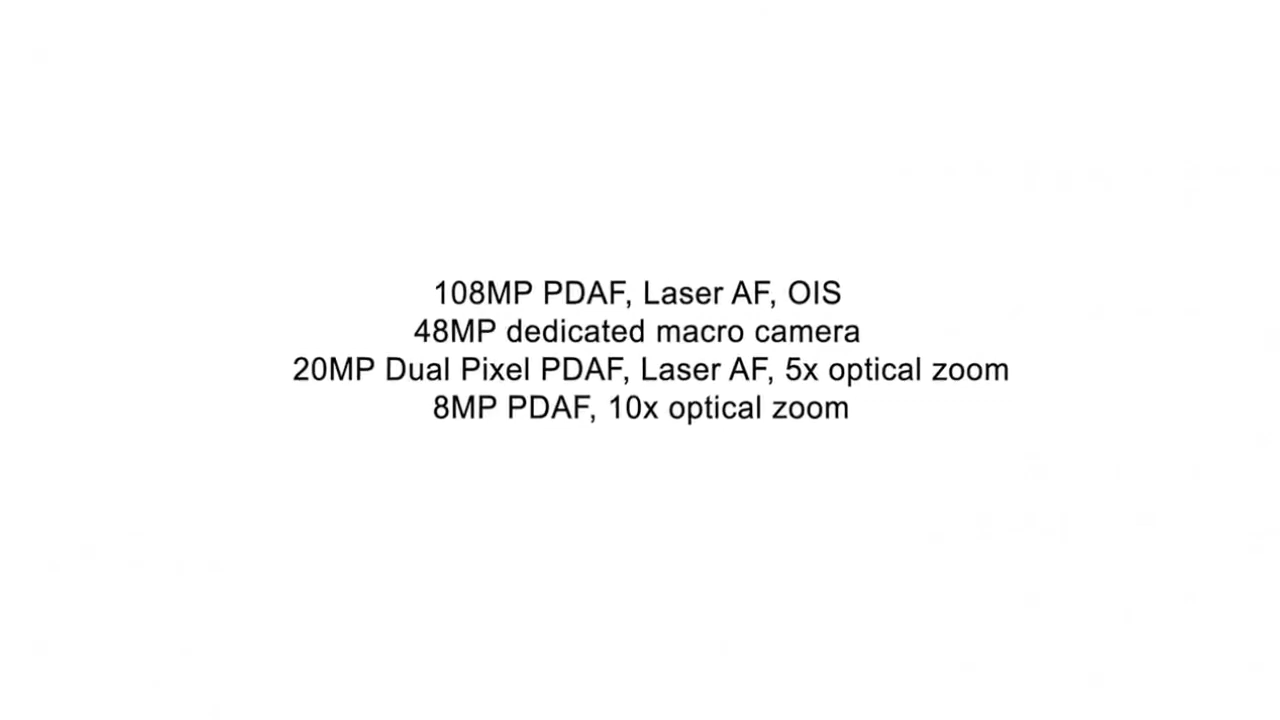 108MP PDAF, Laser AF, OIS
48MP dedicated macro camera
20MP Dual Pixel PDAF, Laser AF, 5x optical zoom
8MP PDAF, 10x optical zoom